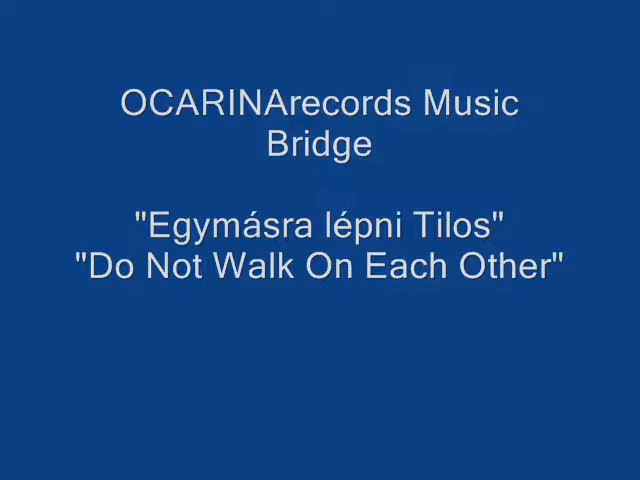 OCARINArecords Music
Bridge
"Egymásra lépni Tilos"
"Do Not Walk On Each Other"